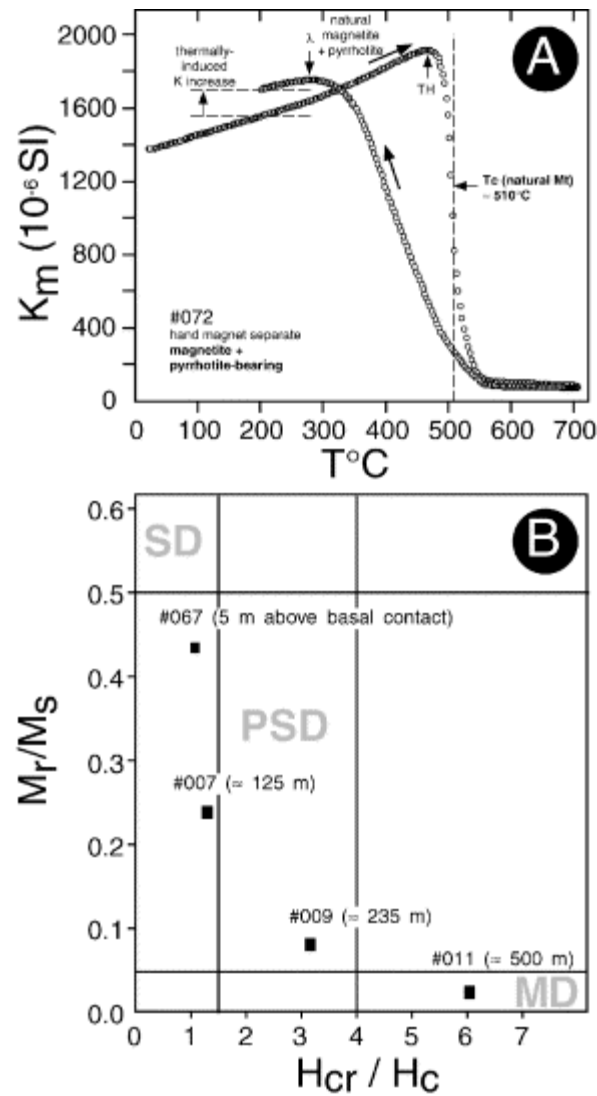 A
2000
1600
1200
800
400
0
Km (10-6 SI)
thermally-
induced
K increase
λ
natural
magnetite
+ pyrrholite
TH
Tc (natural Mt)
~ 510°C
#072
hand magnet separate
magnetite +
pyrrhotite-bearing
0 100 200 300 400 500 600 700
T°C
B
SD
PSD
MD
0.6
0.5
0.4
0.3
0.2
0.1
0.0
Mr/Ms
#067 (5 m above basal contact)
#007 (≃ 125 m)
#009 (≃ 235 m)
#011 (≃ 500 m)
0 1 2 3 4 5 6 7
Hcr / Hc